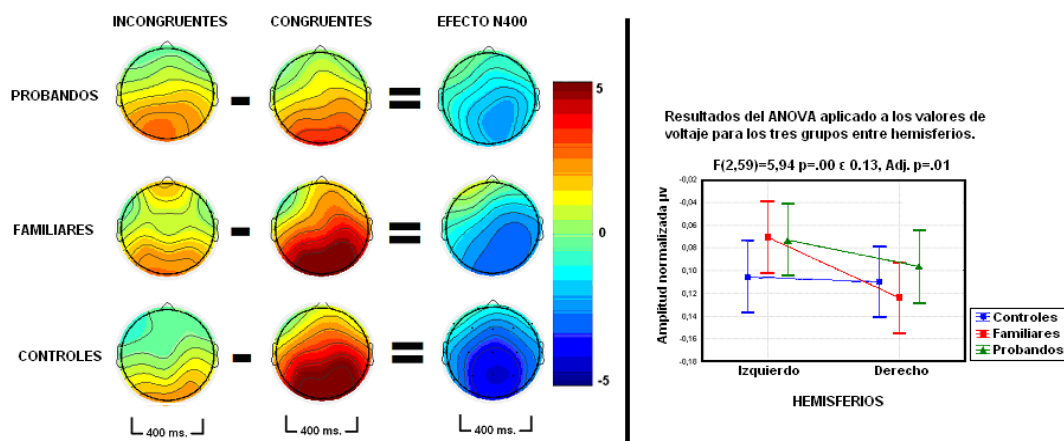 INCONGRUENTES
CONGRUENTES
EFECTO N400
PROBANDOS
FAMILIARES
CONTROLES
5
0
-5
400 ms.
400 ms.
400 ms.
Resultados del ANOVA aplicado a los valores de
voltaje para los tres grupos entre hemisferios.
F(2,59)=5,94 p=.00 ε 0.13, Adj. p=.01
Amplitud normalizada µv
-0,02
-0,04
-0,06
0,08
0,10
0,12
-0,14
-0,16
-0,18
Izquierdo
Derecho
HEMISFERIOS
Controles
Familiares
Probandos